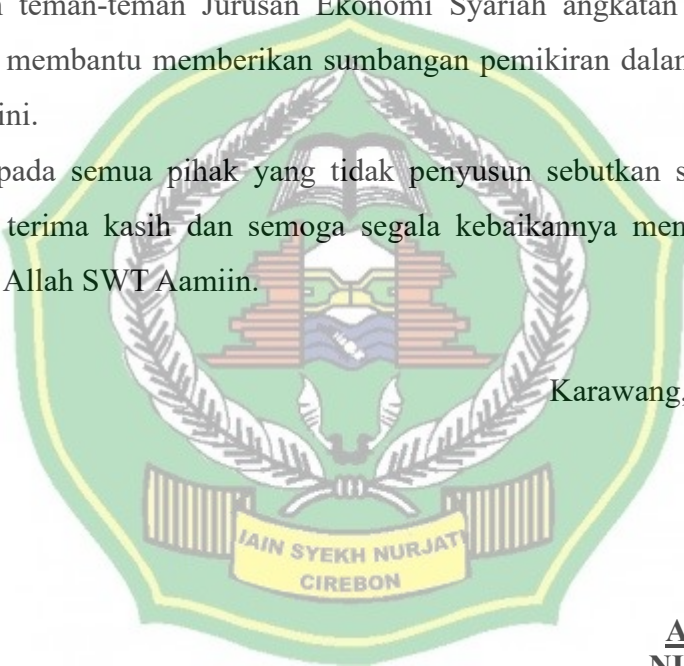 teman-teman Jurusan Ekonomi Syariah angkatan
membantu memberikan sumbangan pemikiran dalam
ini.
pada semua pihak yang tidak penyusun sebutkan
terima kasih dan semoga segala kebaikannya
Allah SWT Aamiin.
Karawang,
IAIN SYEKH NURJATI
CIREBON